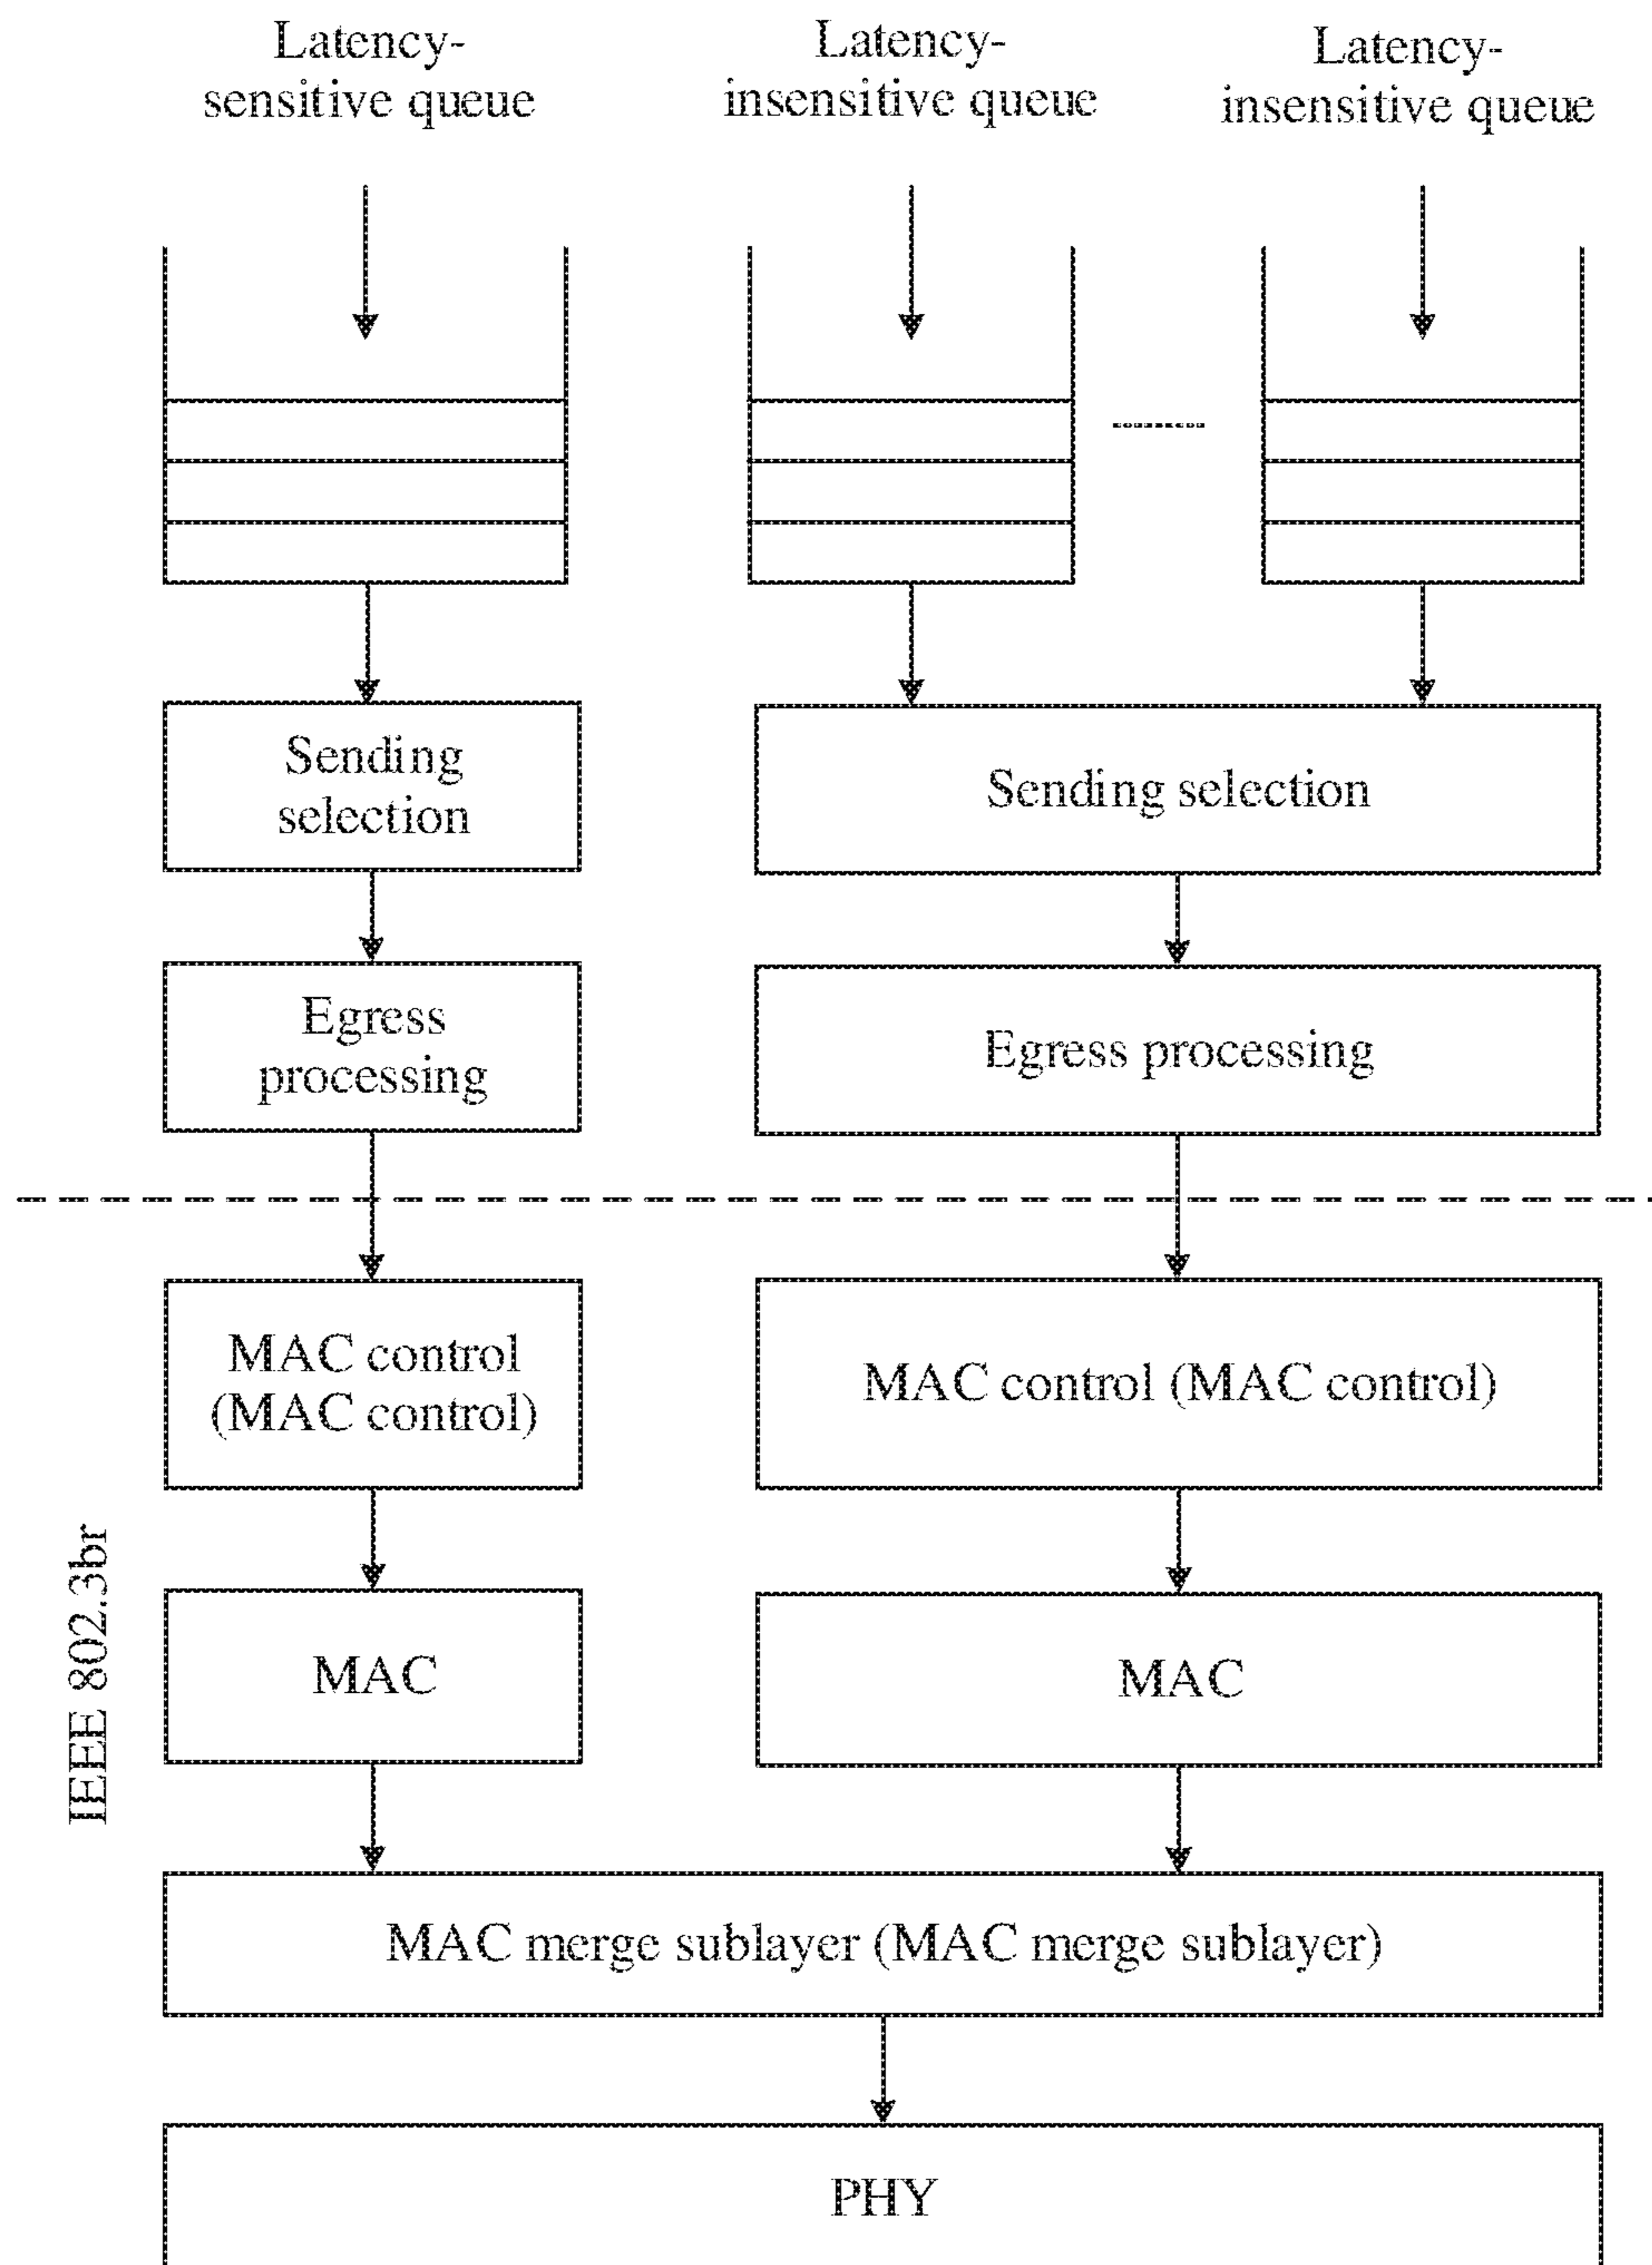 Latency-
sensitive queue
Latency-
insensitive queue
Latency-
insensitive queue
Sending
selection
Sending selection
Egress
processing
Egress processing
MAC control
(MAC control)
MAC control (MAC control)
IEEE 802.3br
MAC
MAC
MAC merge sublayer (MAC merge sublayer)
PHY